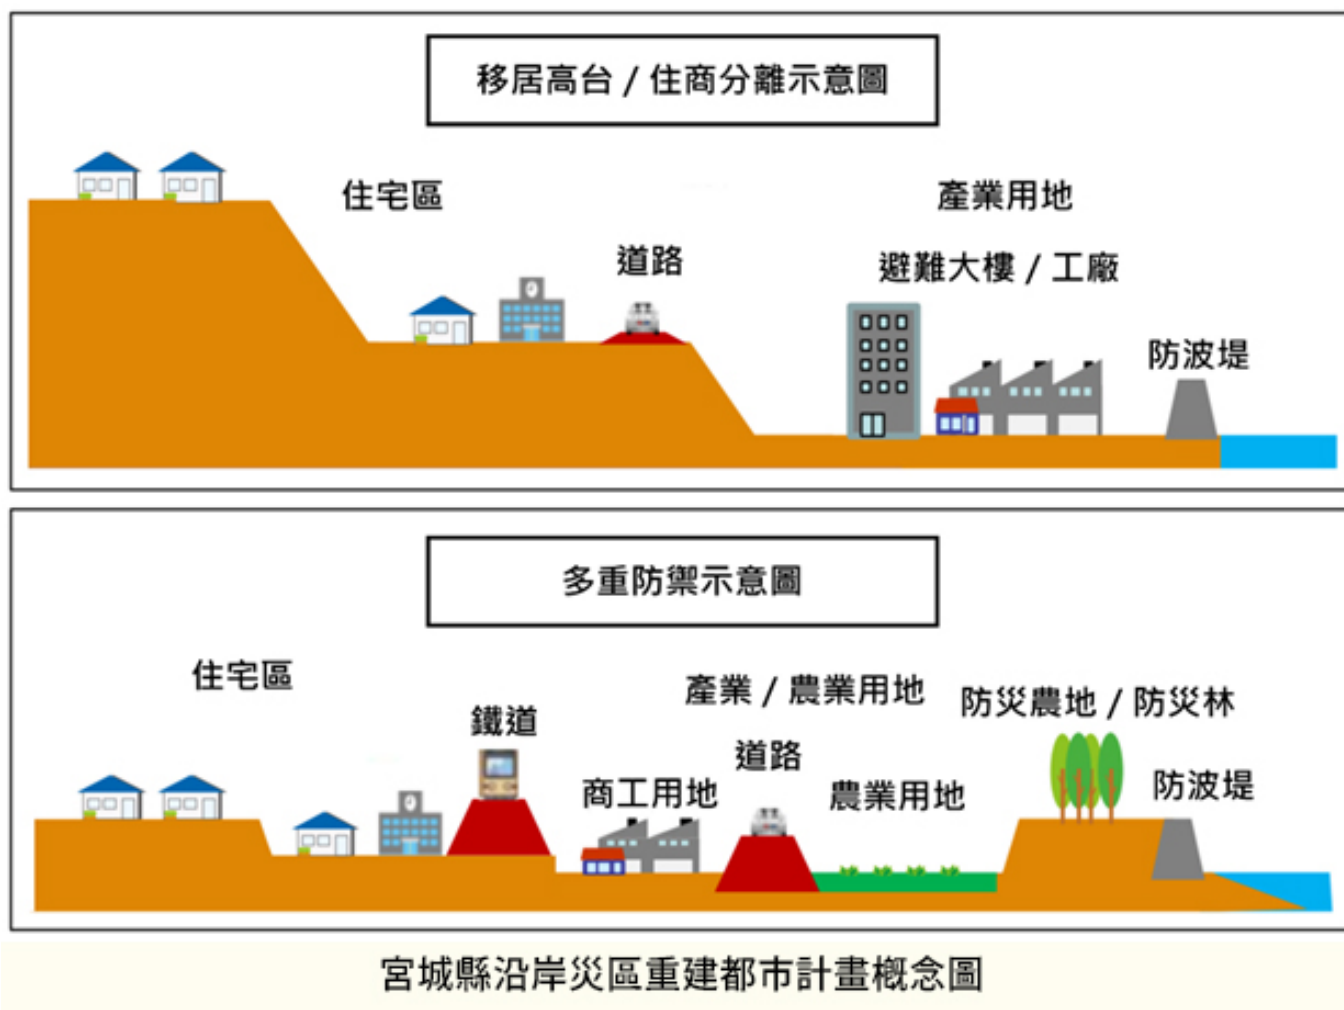 移居高台 / 住商分離示意圖
住宅區
產業用地
道路
避難大樓 / 工廠
防波堤
多重防禦示意圖
住宅區
產業 / 農業用地
防災農地 / 防災林
鐵道
道路
商工用地
農業用地
防波堤
宮城縣沿岸災區重建都市計畫概念圖